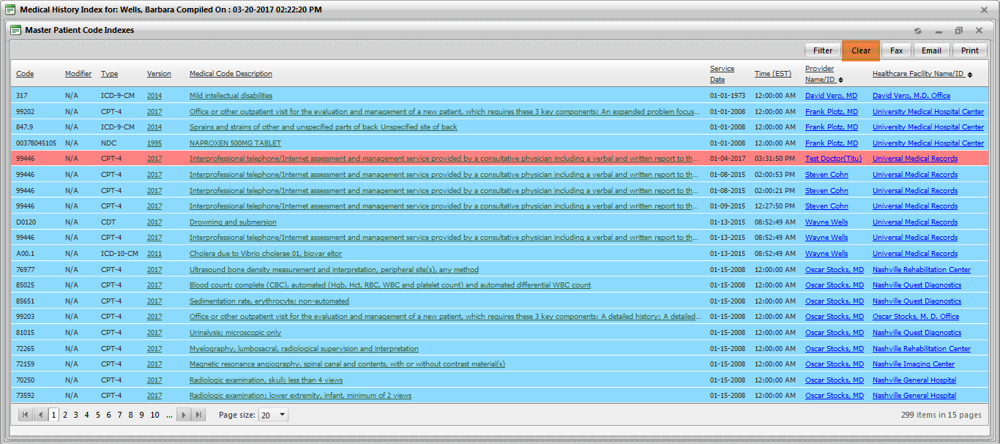 Medical History Index for: Wells, Barbara Compiled On : 03-20-2017 02:22:20 PM
Master Patient Code Indexes
Filter Clear Fax Email Print
Code Modifier Type Version Medical Code Description Service Date Time (EST) Provider Name/ID Healthcare Facility Name/ID
317 N/A ICD-9-CM 2014 Mild intellectual disabilities 01-01-1973 12:00:00 AM David Vero, MD David Vero, M.D. Office
99202 N/A CPT-4 2017 Office or other outpatient visit for the evaluation and management of a new patient, which requires these 3 key components: An expanded problem focus... 01-01-2008 12:00:00 AM Frank Plotz, MD University Medical Hospital Center
847.9 N/A ICD-9-CM 2014 Sprains and strains of other and unspecified parts of back Unspecified site of back 01-01-2008 12:00:00 AM Frank Plotz, MD University Medical Hospital Center
00378045105 N/A NDC 1995 NAPROXEN 500MG TABLET 01-01-2008 12:00:00 AM Frank Plotz, MD University Medical Hospital Center
99446 N/A CPT-4 2017 Interprofessional telephone/Internet assessment and management service provided by a consultative physician including a verbal and written report to th... 01-04-2017 03:31:50 PM Test Doctor(Titu) Universal Medical Records
99446 N/A CPT-4 2017 Interprofessional telephone/Internet assessment and management service provided by a consultative physician including a verbal and written report to th... 01-08-2015 02:00:53 PM Steven Cohn Universal Medical Records
99446 N/A CPT-4 2017 Interprofessional telephone/Internet assessment and management service provided by a consultative physician including a verbal and written report to th... 01-08-2015 02:00:21 PM Steven Cohn Universal Medical Records
99446 N/A CPT-4 2017 Interprofessional telephone/Internet assessment and management service provided by a consultative physician including a verbal and written report to th... 01-09-2015 12:27:50 PM Steven Cohn Universal Medical Records
D0120 N/A CDT 2017 Drowning and submersion 01-13-2015 08:52:49 AM Wayne Wells Universal Medical Records
99446 N/A CPT-4 2017 Interprofessional telephone/Internet assessment and management service provided by a consultative physician including a verbal and written report to th... 01-13-2015 08:52:49 AM Wayne Wells Universal Medical Records
A00.1 N/A ICD-10-CM 2011 Cholera due to Vibrio cholerae 01, biovar eltor 01-13-2015 08:52:49 AM Wayne Wells Universal Medical Records
76977 N/A CPT-4 2017 Ultrasound bone density measurement and interpretation, peripheral site(s), any method 01-15-2008 12:00:00 AM Oscar Stocks, MD Nashville Rehabilitation Center
85025 N/A CPT-4 2017 Blood count; complete (CBC), automated (Hgb, Hct, RBC, WBC and platelet count) and automated differential WBC count 01-15-2008 12:00:00 AM Oscar Stocks, MD Nashville Quest Diagnostics
85651 N/A CPT-4 2017 Sedimentation rate, erythrocyte; non-automated 01-15-2008 12:00:00 AM Oscar Stocks, MD Nashville Quest Diagnostics
99203 N/A CPT-4 2017 Office or other outpatient visit for the evaluation and management of a new patient, which requires these 3 key components: A detailed history; A detailed... 01-15-2008 12:00:00 AM Oscar Stocks, MD Oscar Stocks, M. D. Office
81015 N/A CPT-4 2017 Urinalysis; microscopic only 01-15-2008 12:00:00 AM Oscar Stocks, MD Nashville Quest Diagnostics
72265 N/A CPT-4 2017 Myelography, lumbosacral, radiological supervision and interpretation 01-15-2008 12:00:00 AM Oscar Stocks, MD Nashville Rehabilitation Center
72159 N/A CPT-4 2017 Magnetic resonance angiography, spinal canal and contents, with or without contrast material(s) 01-15-2008 12:00:00 AM Oscar Stocks, MD Nashville Imaging Center
70250 N/A CPT-4 2017 Radiologic examination, skull; less than 4 views 01-15-2008 12:00:00 AM Oscar Stocks, MD Nashville General Hospital
73592 N/A CPT-4 2017 Radiologic examination; lower extremity, infant, minimum of 2 views 01-15-2008 12:00:00 AM Oscar Stocks, MD Nashville General Hospital
1 2 3 4 5 6 7 8 9 10 ... Page size: 20 299 items in 15 pages